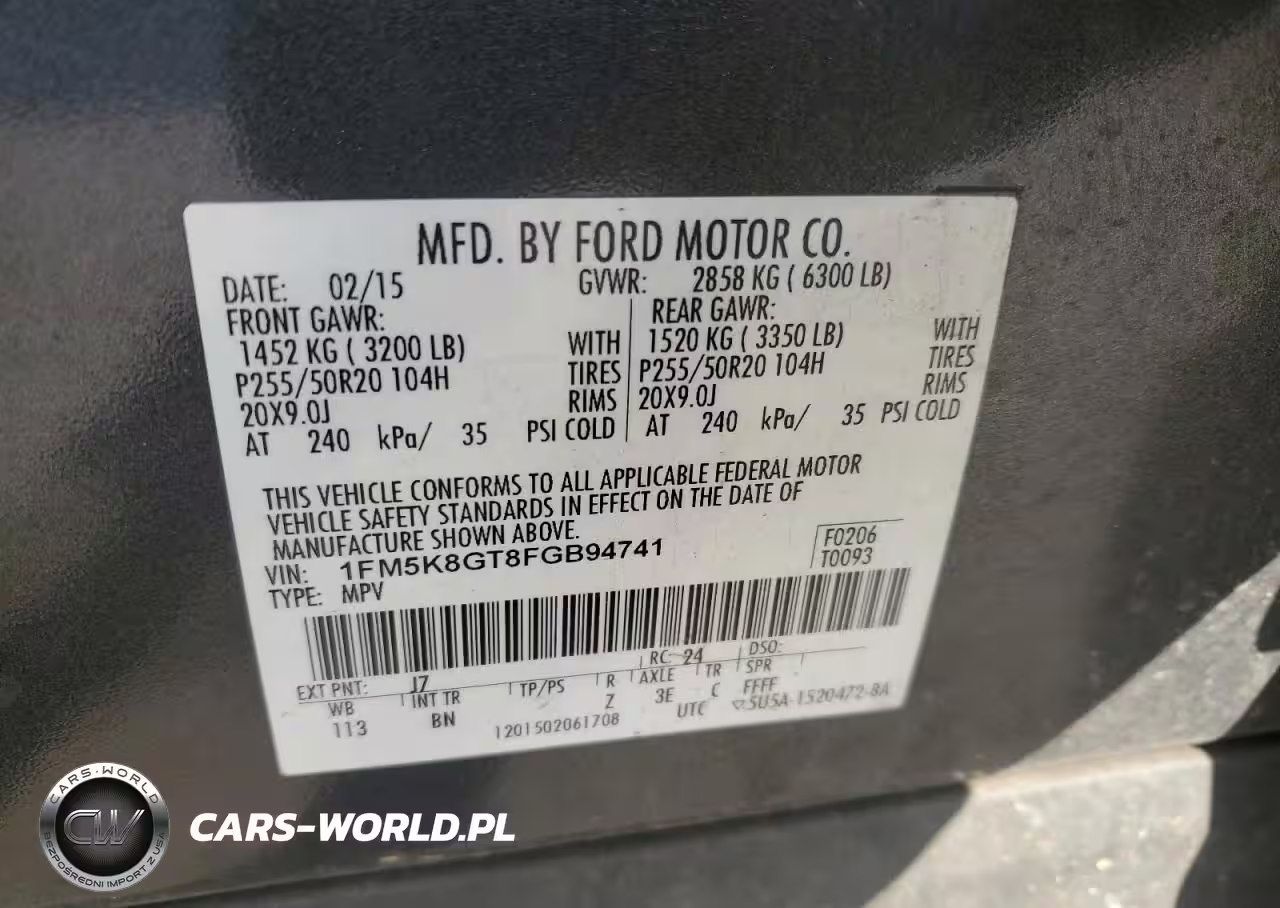 MFD. BY FORD MOTOR CO.
DATE: 02/15 GVWR: 2858 KG ( 6300 LB)
FRONT GAWR: REAR GAWR:
1452 KG ( 3200 LB) WITH 1520 KG ( 3350 LB) WITH
P255/50R20 104H TIRES P255/50R20 104H TIRES
20X9.0J RIMS 20X9.0J RIMS
AT 240 kPa/ 35 PSI COLD AT 240 kPa/ 35 PSI COLD
THIS VEHICLE CONFORMS TO ALL APPLICABLE FEDERAL MOTOR
VEHICLE SAFETY STANDARDS IN EFFECT ON THE DATE OF
MANUFACTURE SHOWN ABOVE.
VIN: 1FM5K8GT8FGB94741 F0206
TYPE: MPV T0093
EXT PNT: J7 RC: 24 DSO:
WB INT TR TP/PS R AXLE TR SPR
113 BN Z 3E C FFFF
1201502061708 UTC 5U5A-1520472-BA
CARS-WORLD
CW
BEZPOŚREDNI IMPORT Z USA
CARS-WORLD.PL